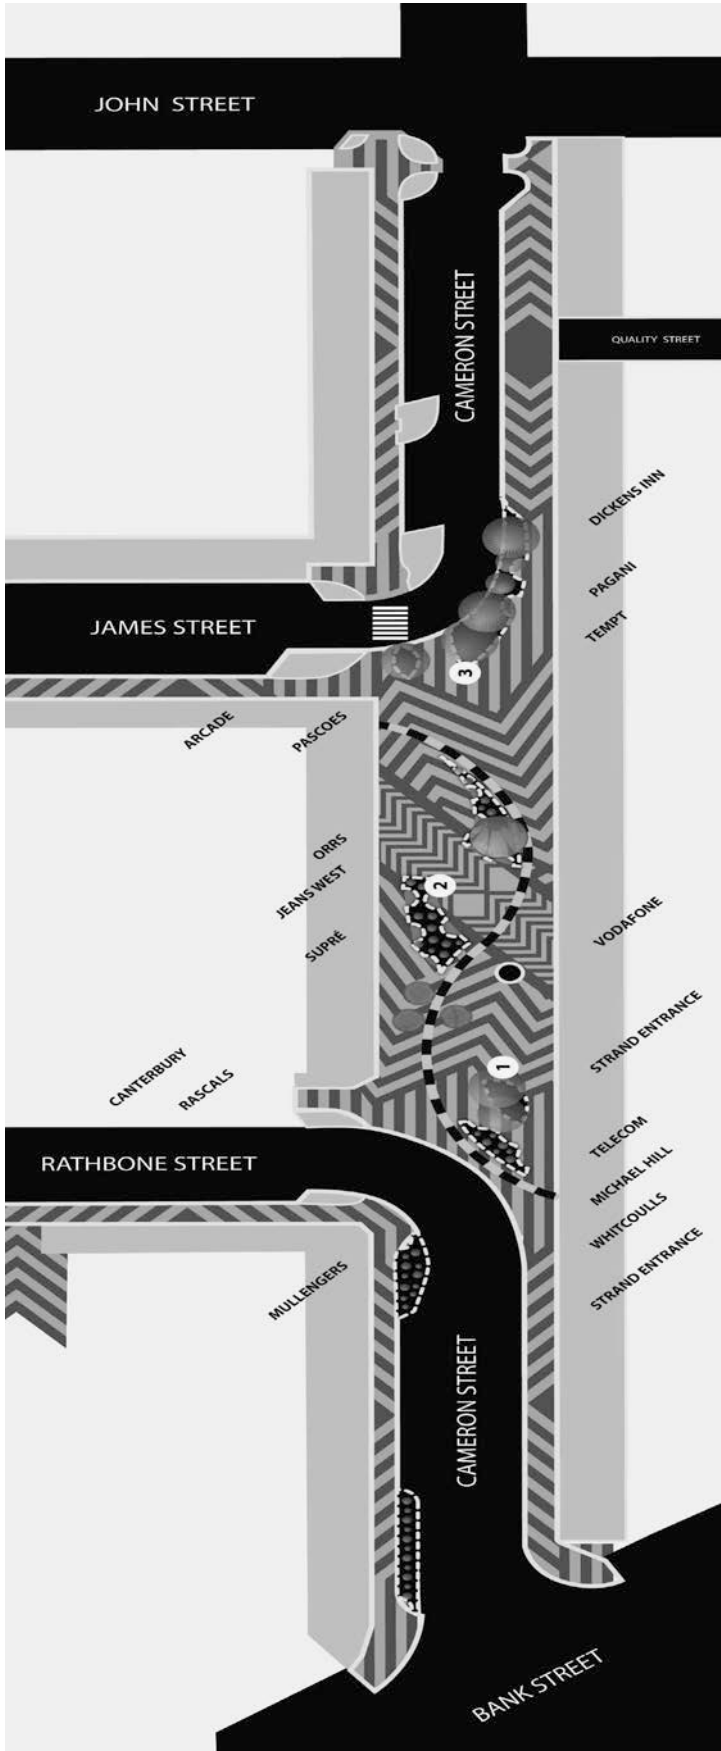 JOHN STREET
CAMERON STREET
QUALITY STREET
DICKENS INN
PAGANI
TEMPT
JAMES STREET
3
ARCADE
PASCOES
ORRS
JEANS WEST
SUPRÉ
2
VODAFONE
STRAND ENTRANCE
1
CANTERBURY
RASCALS
TELECOM
MICHAEL HILL
WHITCOULLS
STRAND ENTRANCE
RATHBONE STREET
MULLENGERS
CAMERON STREET
BANK STREET